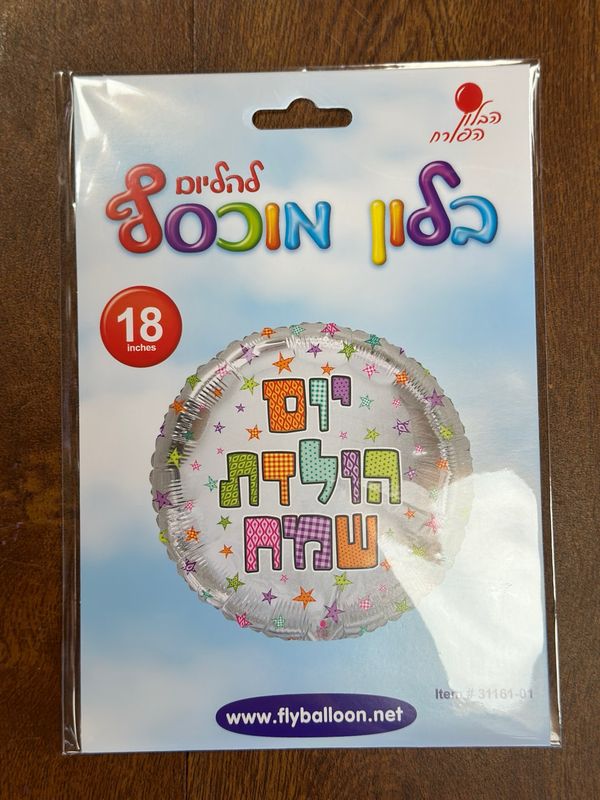 הבלון
הפורח
להליום
בלון מוכסף
18
inches
יום
הולדת
שמח
Item # 31161-01
www.flyballoon.net